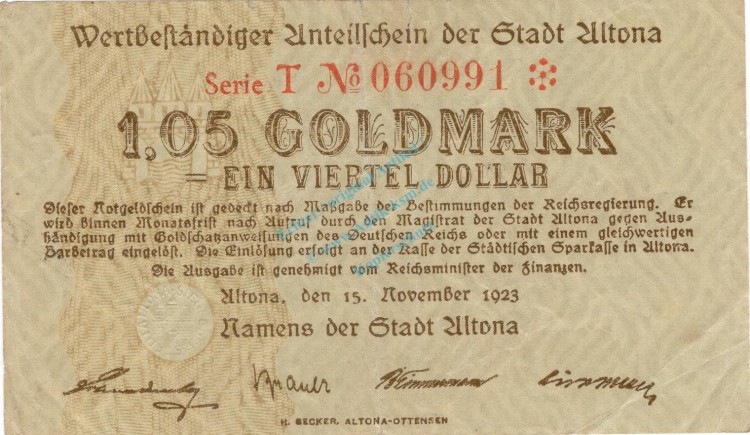 Wertbeständiger Anteilschein der Stadt Altona
Serie T № 060991
1,05 GOLDMARK
= EIN VIERTEL DOLLAR
Dieser Notgeldschein ist gedeckt nach Maßgabe der Bestimmungen der Reichsregierung. Er
wird binnen Monatsfrist nach Aufruf durch den Magistrat der Stadt Altona gegen Aus-
händigung mit Goldschatzanweisungen des Deutschen Reichs oder mit einem gleichwertigen
Barbetrag eingelöst. Die Einlösung erfolgt an der Kasse der Städtischen Sparkasse in Altona.
Die Ausgabe ist genehmigt vom Reichsminister der Finanzen.
Altona, den 15. November 1923
Namens der Stadt Altona
H. BECKER, ALTONA-OTTENSEN